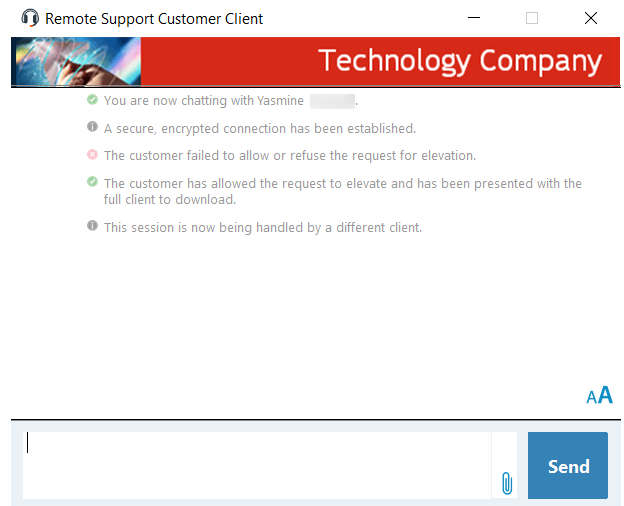 Remote Support Customer Client
Technology Company
You are now chatting with Yasmine .
A secure, encrypted connection has been established.
The customer failed to allow or refuse the request for elevation.
The customer has allowed the request to elevate and has been presented with the
full client to download.
This session is now being handled by a different client.
AA
Send